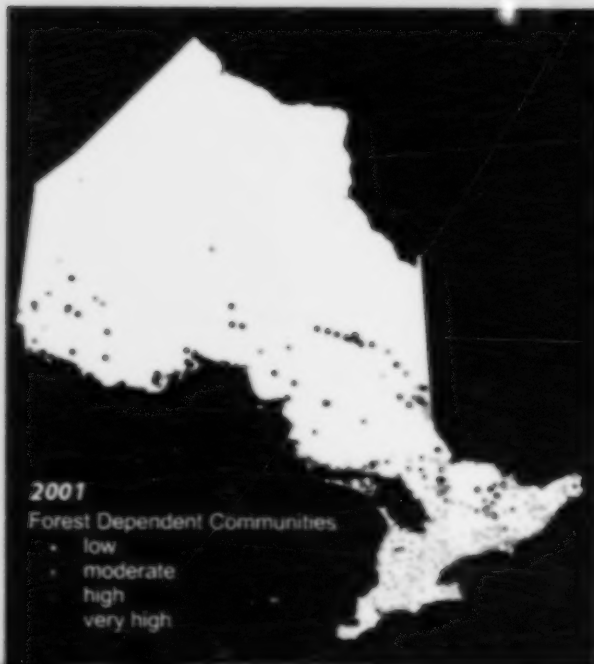 2001
Forest Dependent Communities
low
moderate
high
very high